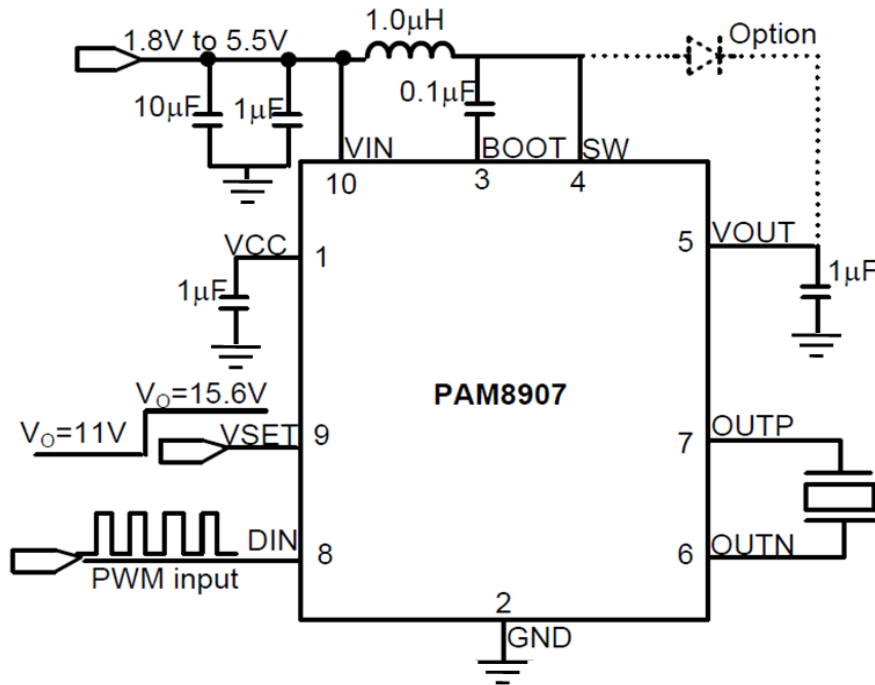 1.0μH
1.8V to 5.5V
Option
10μF
1μF
0.1μF
VIN
BOOT
SW
10
3
4
VCC
1
5
VOUT
1μF
1μF
V_O=15.6V
PAM8907
V_O=11V
VSET
9
7
OUTP
DIN
8
6
OUTN
PWM input
2
GND